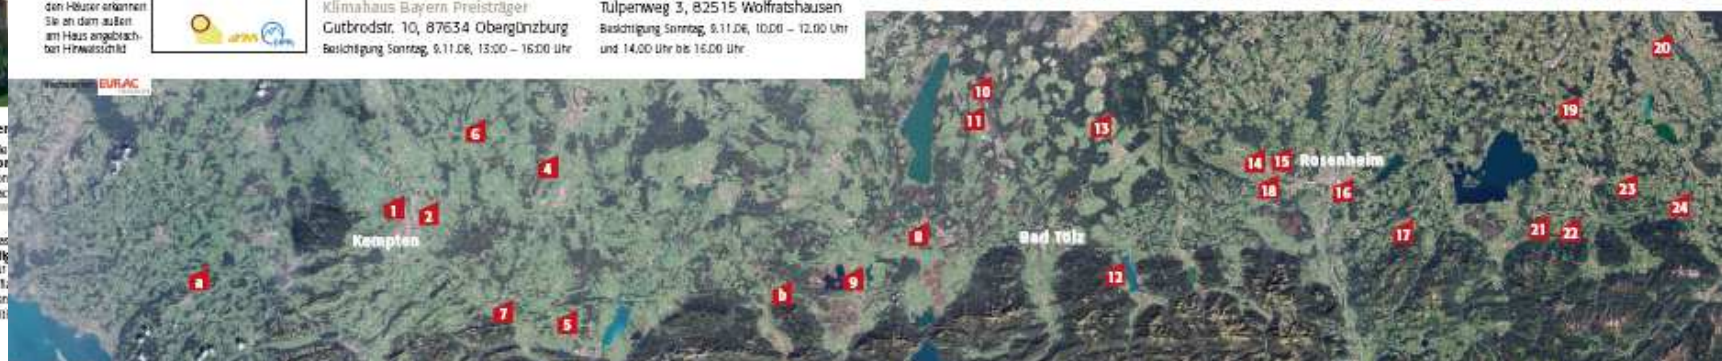 den Häuser erkennen
Sie an dem außen
am Haus angebrach-
ten Hinweisschild
EURAC
Klimahaus Bayern Preisträger
Gutbrodstr. 10, 87634 Obergünzburg
Besichtigung Sonntag, 9.11.08, 13:00 – 16:00 Uhr
Tulpenweg 3, 82515 Wolfratshausen
Besichtigung Sonntag, 9.11.08, 10.00 – 12.00 Uhr
und 14.00 Uhr bis 16.00 Uhr
20
10
19
11
13
6
4
14
15
Rosenheim
18
16
23
24
1
2
Kempten
8
Bad Tölz
17
21
22
a
12
9
b
7
5